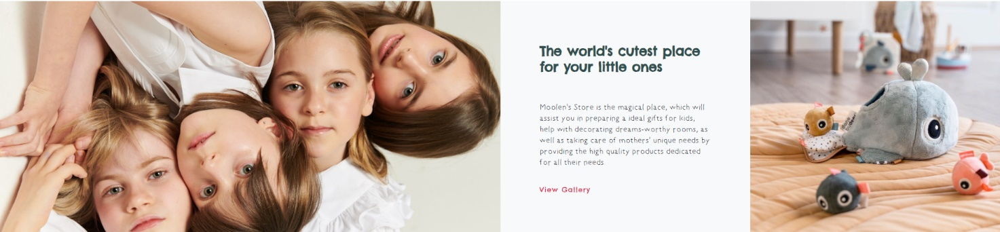 The world's cutest place
for your little ones
Moolen's Store is the magical place, which will
assist you in preparing a ideal gifts for kids,
help with decorating dreams-worthy rooms, as
well as taking care of mothers' unique needs by
providing the high quality products dedicated
for all their needs.
View Gallery